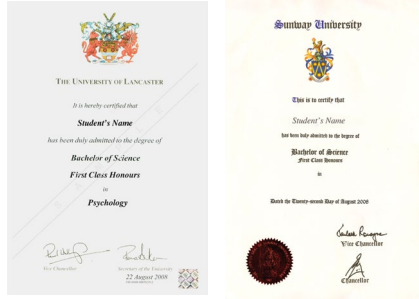 THE UNIVERSITY OF LANCASTER
It is hereby certified that
Student's Name
has been duly admitted to the degree of
Bachelor of Science
First Class Honours
in
Psychology
Vice Chancellor
Secretary of the University
22 August 2008
Sunway University
This is to certify that
Student's Name
has been duly admitted to the degree of
Bachelor of Science
First Class Honours
in
Dated the Twenty-second Day of August 2008
Vice Chancellor
Chancellor